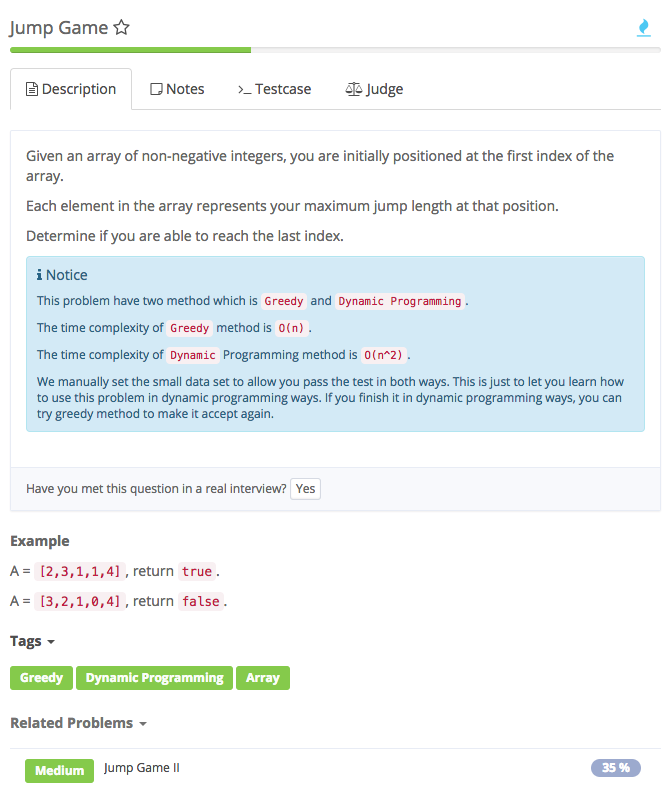 Jump Game
Description Notes >_ Testcase Judge
Given an array of non-negative integers, you are initially positioned at the first index of the
array.
Each element in the array represents your maximum jump length at that position.
Determine if you are able to reach the last index.
Notice
This problem have two method which is Greedy and Dynamic Programming .
The time complexity of Greedy method is O(n) .
The time complexity of Dynamic Programming method is O(n^2) .
We manually set the small data set to allow you pass the test in both ways. This is just to let you learn how
to use this problem in dynamic programming ways. If you finish it in dynamic programming ways, you can
try greedy method to make it accept again.
Have you met this question in a real interview? Yes
Example
A = [2,3,1,1,4] , return true .
A = [3,2,1,0,4] , return false .
Tags
Greedy Dynamic Programming Array
Related Problems
Medium Jump Game II 35 %